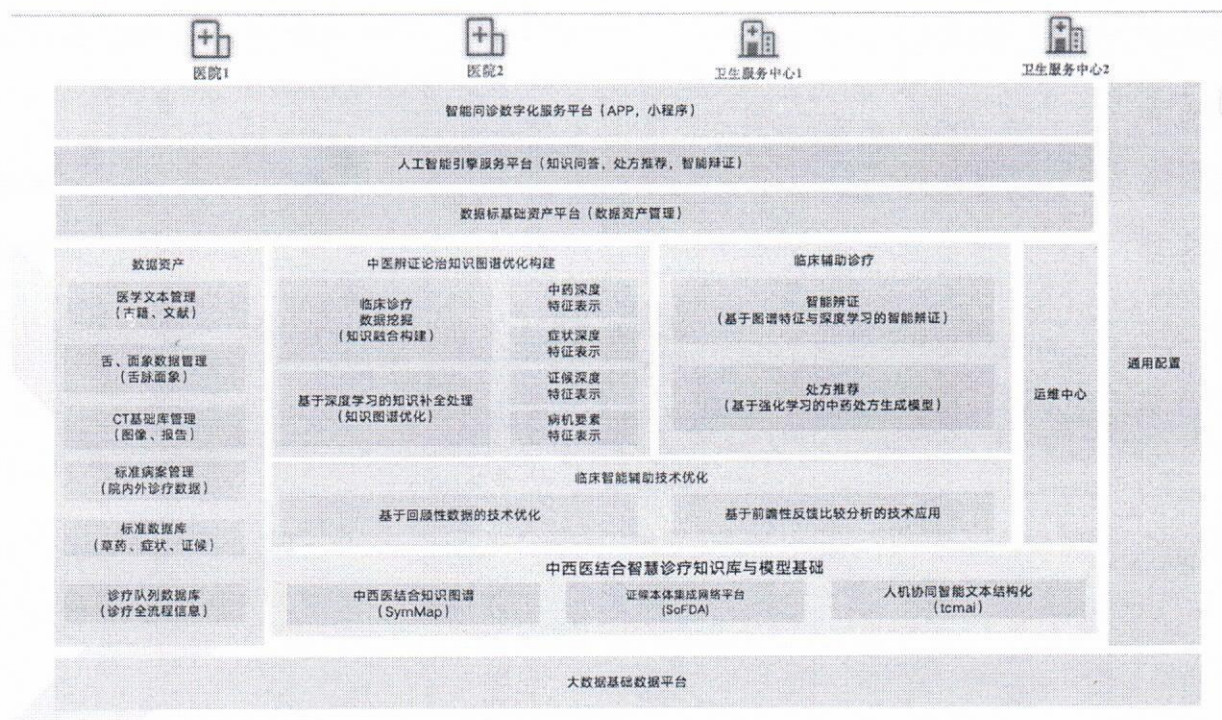 医院1
医院2
卫生服务中心1
卫生服务中心2
智能问诊数字化服务平台（APP，小程序）
人工智能引擎服务平台（知识问答，处方推荐，智能辩证）
数据标基础资产平台（数据资产管理）
数据资产
医学文本管理
（古籍、文献）
舌、面象数据管理
（舌脉面象）
CT基础库管理
（图像、报告）
标准病案管理
（院内外诊疗数据）
标准数据库
（草药、症状、证候）
诊疗队列数据库
（诊疗全流程信息）
中医辨证论治知识图谱优化构建
临床诊疗
数据挖掘
（知识融合构建）
基于深度学习的知识补全处理
（知识图谱优化）
中药深度
特征表示
症状深度
特征表示
证候深度
特征表示
病机要素
特征表示
临床辅助诊疗
智能辨证
（基于图谱特征与深度学习的智能辨证）
处方推荐
（基于强化学习的中药处方生成模型）
临床智能辅助技术优化
基于回顾性数据的技术优化
基于前瞻性反馈比较分析的技术应用
中西医结合智慧诊疗知识库与模型基础
中西医结合知识图谱
（SymMap）
证候本体集成网络平台
(SoFDA)
人机协同智能文本结构化
（tcmai）
运维中心
通用配置
大数据基础数据平台